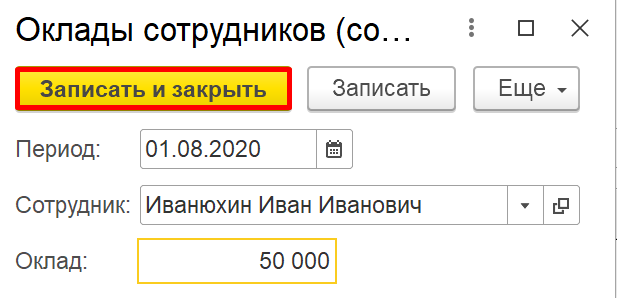 Оклады сотрудников (со...
Записать и закрыть Записать Еще
Период: 01.08.2020
Сотрудник: Иванюхин Иван Иванович
Оклад: 50 000